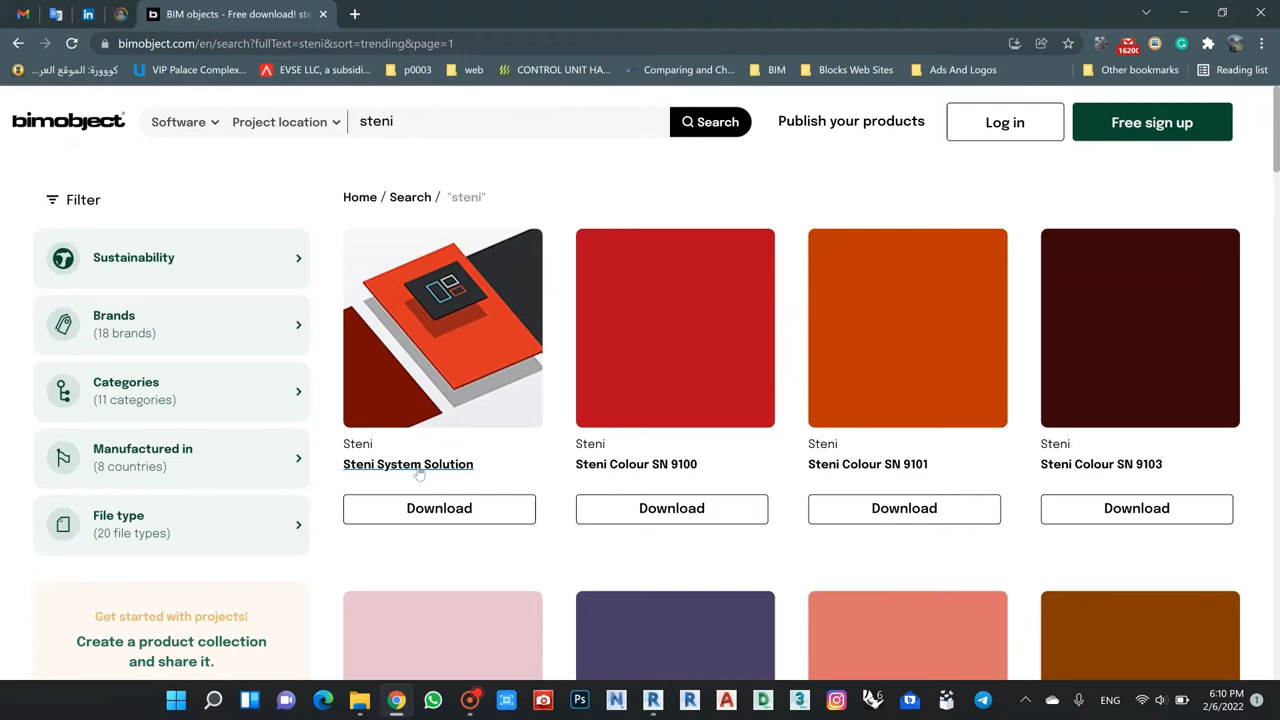 BIM objects - Free download! ste
bimobject.com/en/search?fullText=steni&sort=trending&page=1
16200
كووورة: الموقع العر...
VIP Palace Complex...
EVSE LLC, a subsidi...
p0003
web
CONTROL UNIT HA...
Comparing and Ch...
BIM
Blocks Web Sites
Ads And Logos
Other bookmarks
Reading list
bimobject
Software
Project location
steni
Search
Publish your products
Log in
Free sign up
Filter
Home / Search / "steni"
Sustainability
Brands
(18 brands)
Categories
(11 categories)
Manufactured in
(8 countries)
File type
(20 file types)
Get started with projects!
Create a product collection
and share it.
Steni
Steni System Solution
Download
Steni
Steni Colour SN 9100
Download
Steni
Steni Colour SN 9101
Download
Steni
Steni Colour SN 9103
Download
ENG
6:10 PM
2/6/2022